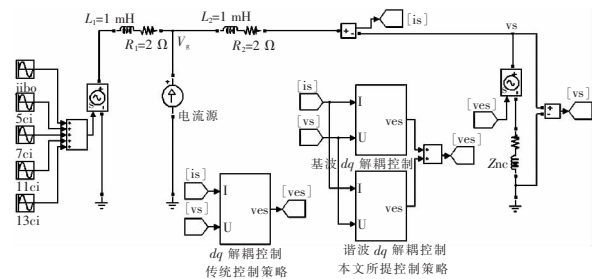 L₁=1 mH
R₁=2 Ω
V_g
L₂=1 mH
R₂=2 Ω
[is]
vs
jibo
5ci
7ci
11ci
13ci
S
电流源
[is]
[vs]
I
U
ves
[ves]
dq 解耦控制
传统控制策略
[is]
[vs]
I
U
ves
基波 dq 解耦控制
I
U
ves
谐波 dq 解耦控制
本文所提控制策略
[ves]
[ves]
S
Znc
[vs]